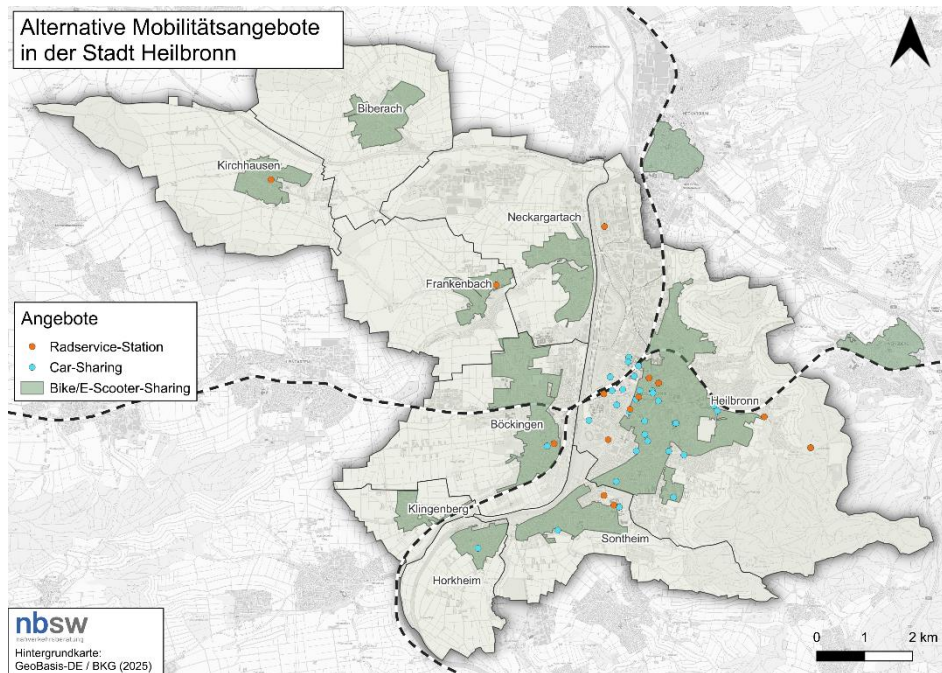 Alternative Mobilitätsangebote
in der Stadt Heilbronn
Biberach
Kirchhausen
Neckargartach
Frankenbach
Angebote
Radservice-Station
Car-Sharing
Bike/E-Scooter-Sharing
Heilbronn
Böckingen
Klingenberg
Sontheim
Horkheim
nbsw
nahverkehrsberatung
Hintergrundkarte:
GeoBasis-DE / BKG (2025)
0 1 2 km